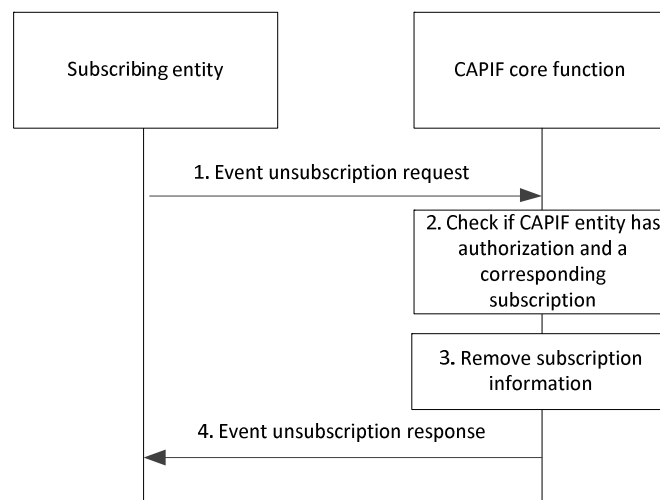 Subscribing entity
CAPIF core function
1. Event unsubscription request
2. Check if CAPIF entity has
authorization and a
corresponding
subscription
3. Remove subscription
information
4. Event unsubscription response